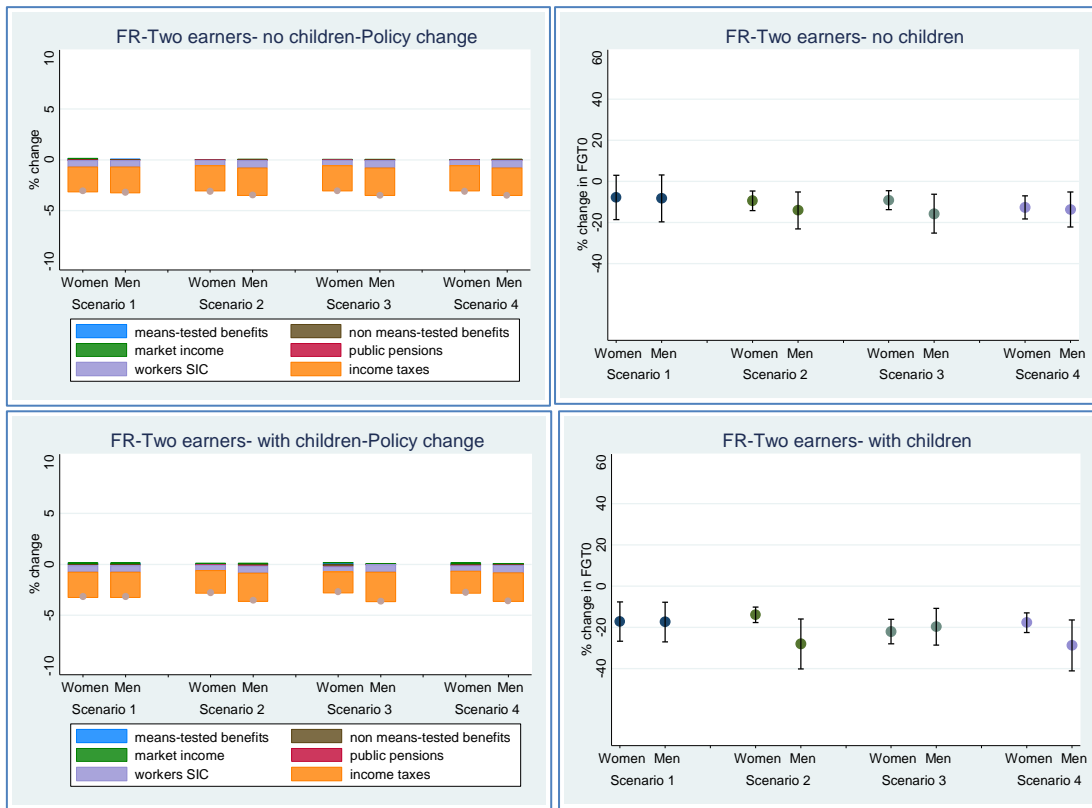 FR-Two earners- no children-Policy change
% change
10
5
0
-5
-10
Women Men Women Men Women Men Women Men
Scenario 1 Scenario 2 Scenario 3 Scenario 4
means-tested benefits non means-tested benefits
market income public pensions
workers SIC income taxes
FR-Two earners- no children
% change in FGT0
60
40
20
0
-20
-40
Women Men Women Men Women Men Women Men
Scenario 1 Scenario 2 Scenario 3 Scenario 4
FR-Two earners- with children-Policy change
% change
10
5
0
-5
-10
Women Men Women Men Women Men Women Men
Scenario 1 Scenario 2 Scenario 3 Scenario 4
means-tested benefits non means-tested benefits
market income public pensions
workers SIC income taxes
FR-Two earners- with children
% change in FGT0
60
40
20
0
-20
-40
Women Men Women Men Women Men Women Men
Scenario 1 Scenario 2 Scenario 3 Scenario 4